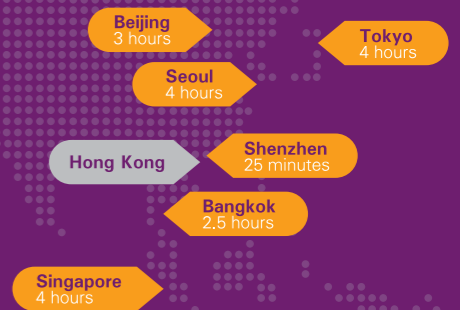 Beijing
3 hours
Tokyo
4 hours
Seoul
4 hours
Hong Kong
Shenzhen
25 minutes
Bangkok
2.5 hours
Singapore
4 hours